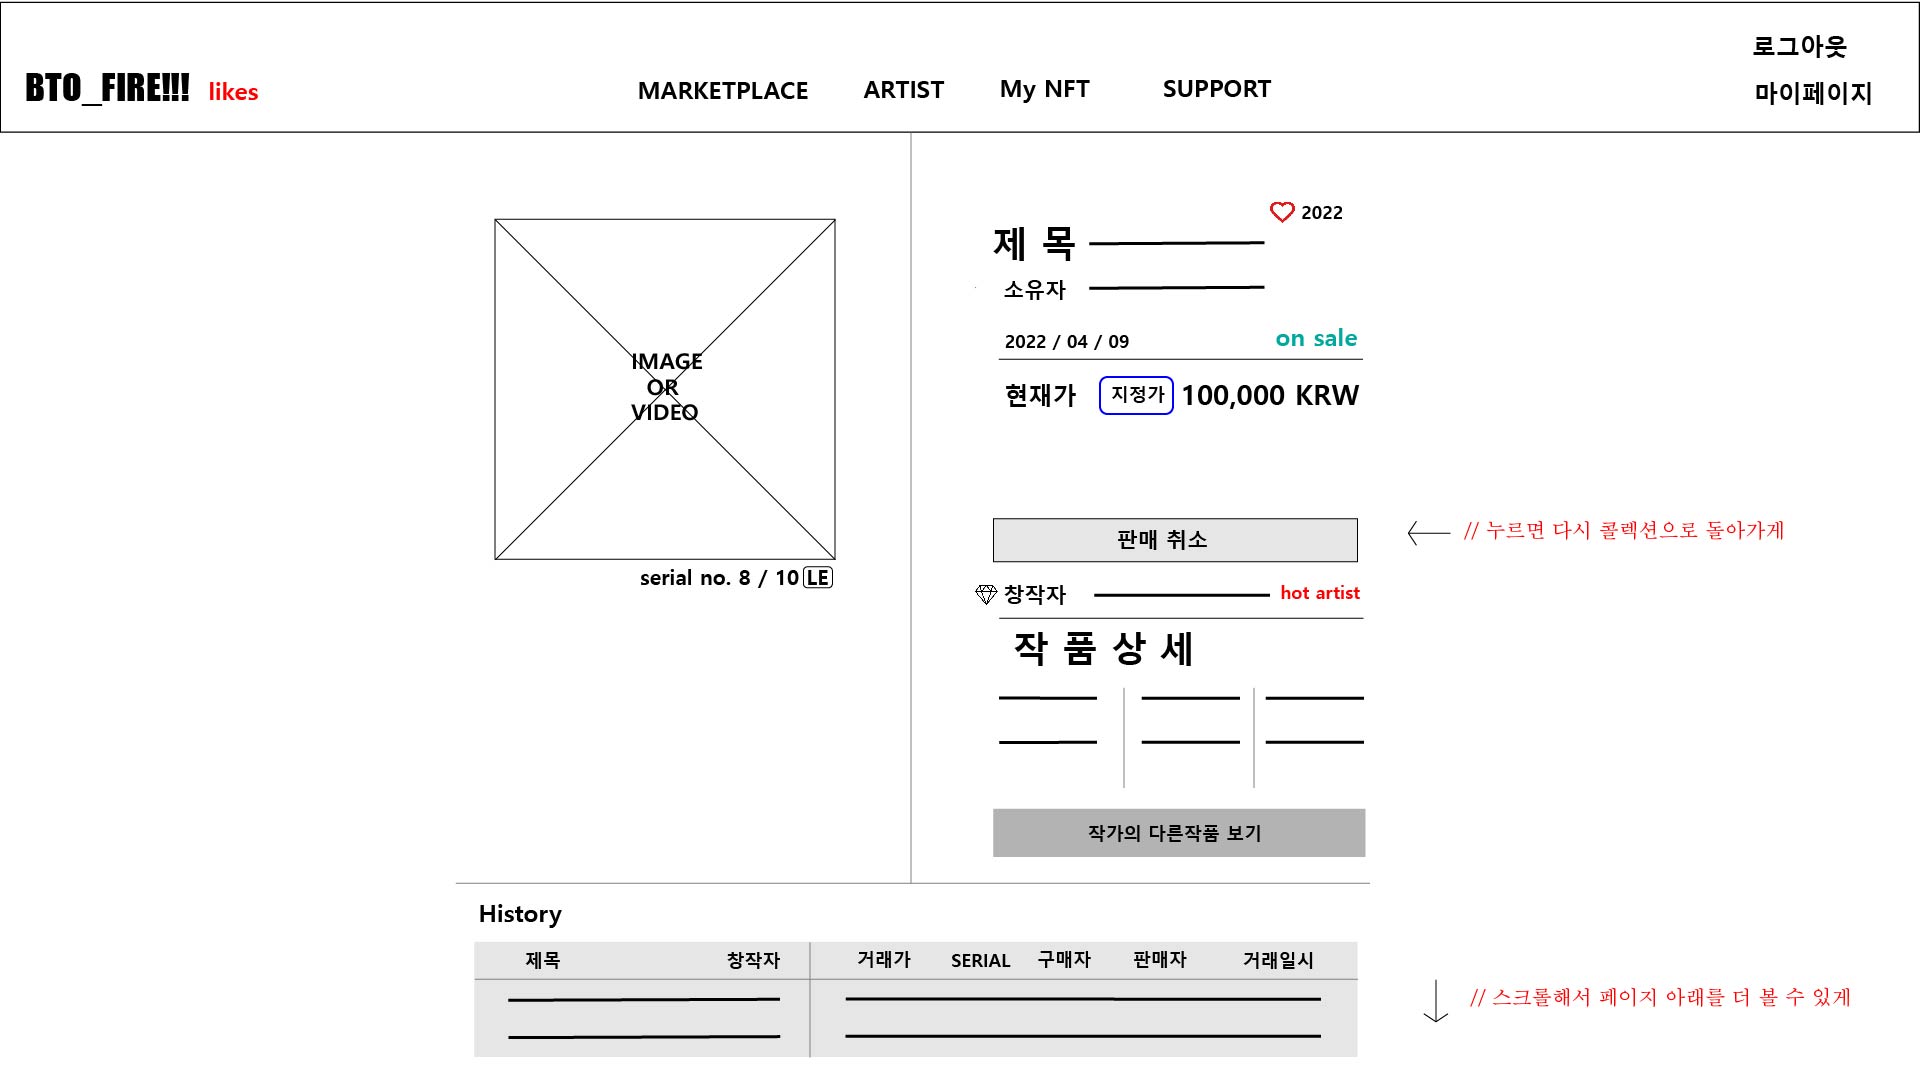 로그아웃
BTO_FIRE!!! likes MARKETPLACE ARTIST My NFT SUPPORT 마이페이지
2022
제 목
소유자
2022 / 04 / 09 on sale
현재가 지정가 100,000 KRW
IMAGE
OR
VIDEO
serial no. 8 / 10 LE
판매 취소 // 누르면 다시 콜렉션으로 돌아가게
창작자 hot artist
작 품 상 세
작가의 다른작품 보기
History
제목 창작자 거래가 SERIAL 구매자 판매자 거래일시
// 스크롤해서 페이지 아래를 더 볼 수 있게